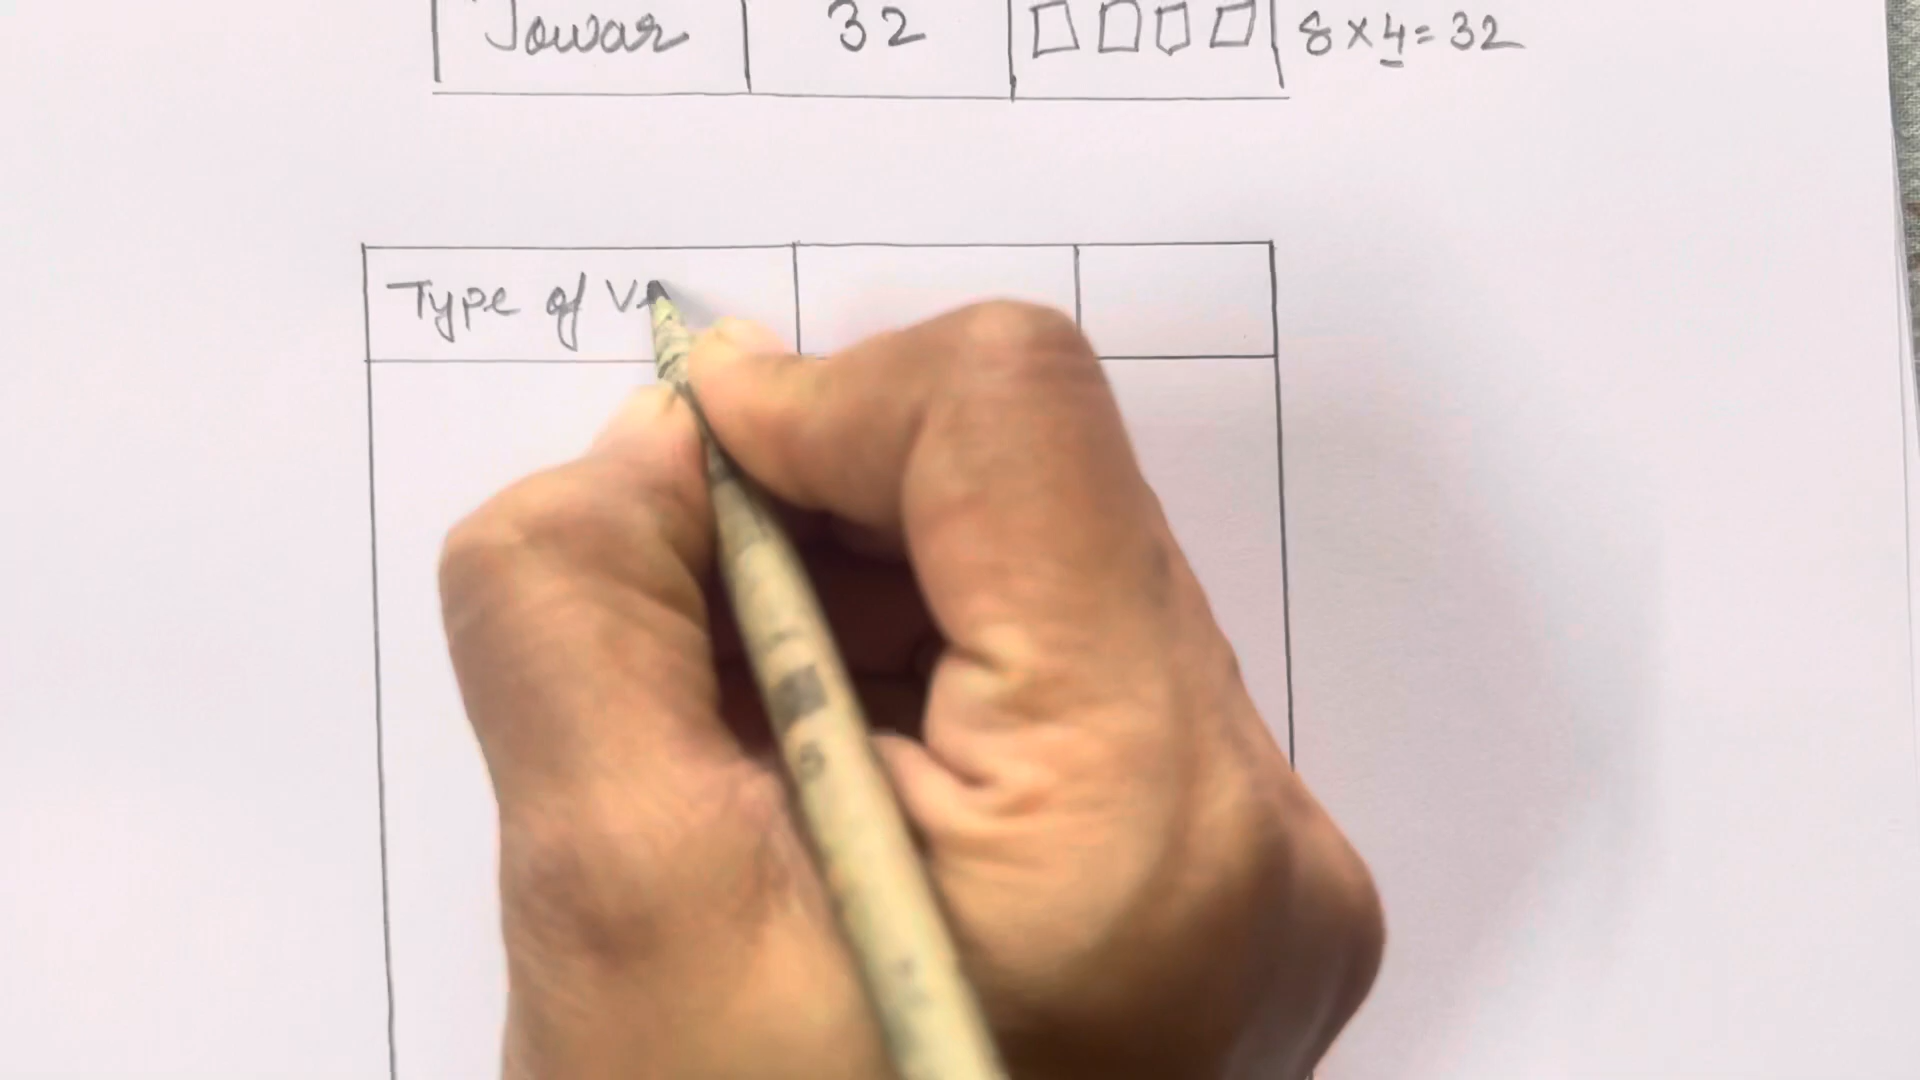 Jowar 32 8 × 4 = 32
Type of